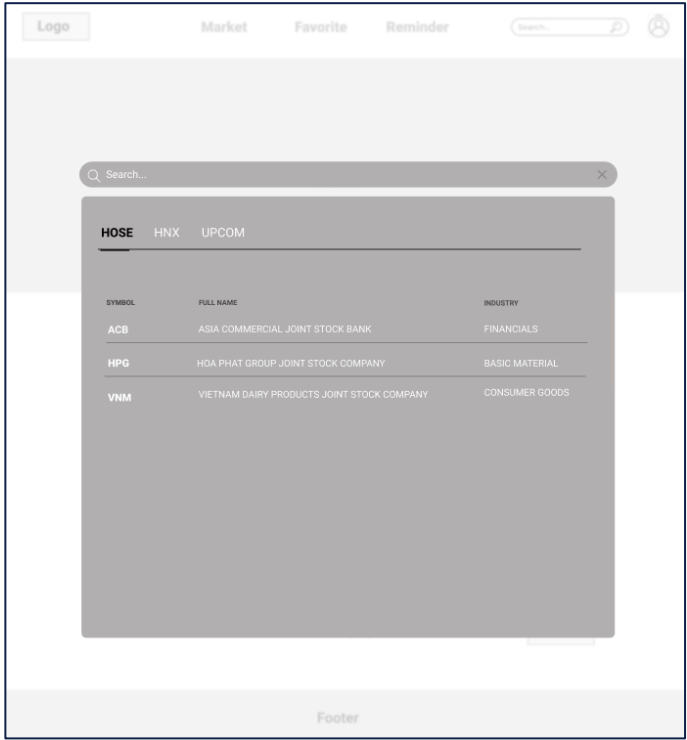 Logo Market Favorite Reminder Search...
Search...
HOSE HNX UPCOM
SYMBOL FULL NAME INDUSTRY
ACB ASIA COMMERCIAL JOINT STOCK BANK FINANCIALS
HPG HOA PHAT GROUP JOINT STOCK COMPANY BASIC MATERIAL
VNM VIETNAM DAIRY PRODUCTS JOINT STOCK COMPANY CONSUMER GOODS
Footer